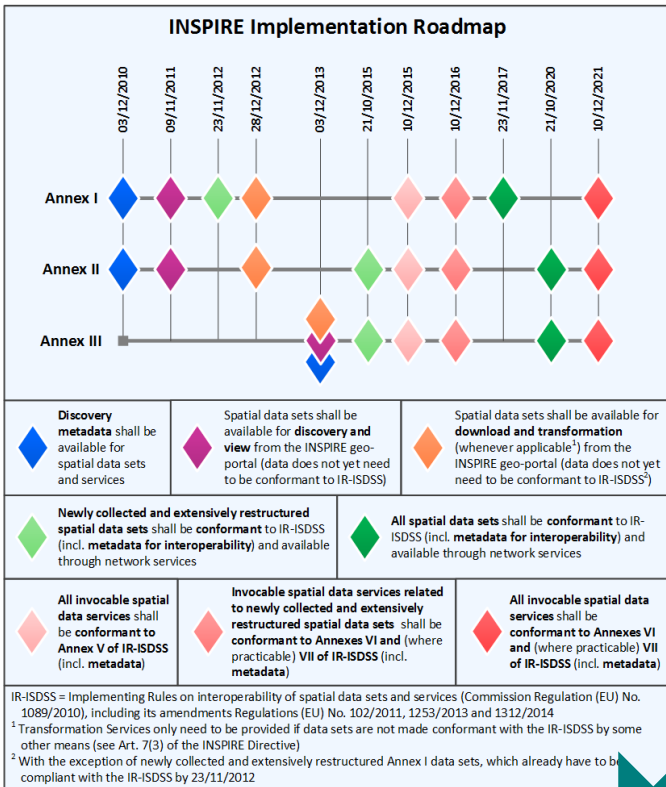 INSPIRE Implementation Roadmap
03/12/2010
09/11/2011
23/11/2012
28/12/2012
03/12/2013
21/10/2015
10/12/2015
10/12/2016
23/11/2017
21/10/2020
10/12/2021
Annex I
Annex II
Annex III
Discovery
metadata shall be
available for
spatial data sets
and services
Spatial data sets shall be
available for discovery and
view from the INSPIRE geo-
portal (data does not yet need
to be conformant to IR-ISDSS)
Spatial data sets shall be available for
download and transformation
(whenever applicable¹) from the
INSPIRE geo-portal (data does not yet
need to be conformant to IR-ISDSS²)
Newly collected and extensively restructured
spatial data sets shall be conformant to IR-ISDSS
(incl. metadata for interoperability) and available
through network services
All spatial data sets shall be conformant to IR-
ISDSS (incl. metadata for interoperability) and
available through network services
All invocable spatial
data services shall
be conformant to
Annex V of IR-ISDSS
(incl. metadata)
Invocable spatial data services related
to newly collected and extensively
restructured spatial data sets shall be
conformant to Annexes VI and (where
practicable) VII of IR-ISDSS (incl.
metadata)
All invocable spatial data
services shall be
conformant to Annexes VI
and (where practicable) VII
of IR-ISDSS (incl. metadata)
IR-ISDSS = Implementing Rules on interoperability of spatial data sets and services (Commission Regulation (EU) No.
1089/2010), including its amendments Regulations (EU) No. 102/2011, 1253/2013 and 1312/2014
¹ Transformation Services only need to be provided if data sets are not made conformant with the IR-ISDSS by some
other means (see Art. 7(3) of the INSPIRE Directive)
² With the exception of newly collected and extensively restructured Annex I data sets, which already have to be
compliant with the IR-ISDSS by 23/11/2012